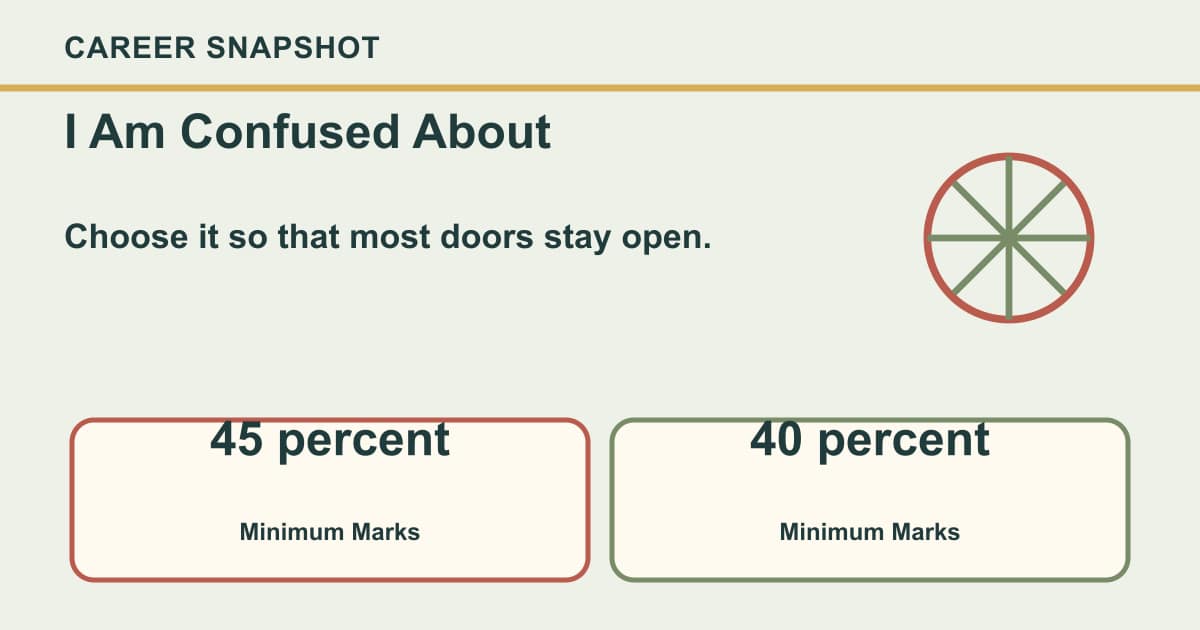 CAREER SNAPSHOT
I Am Confused About
Choose it so that most doors stay open.
45 percent
Minimum Marks
40 percent
Minimum Marks